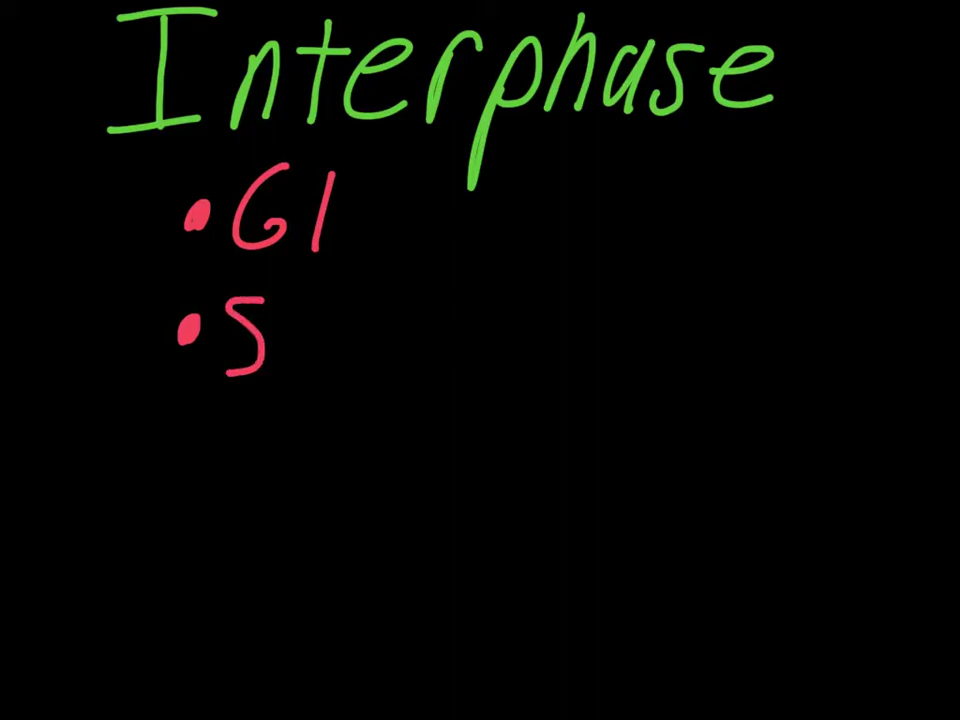 Interphase
• G1
• S